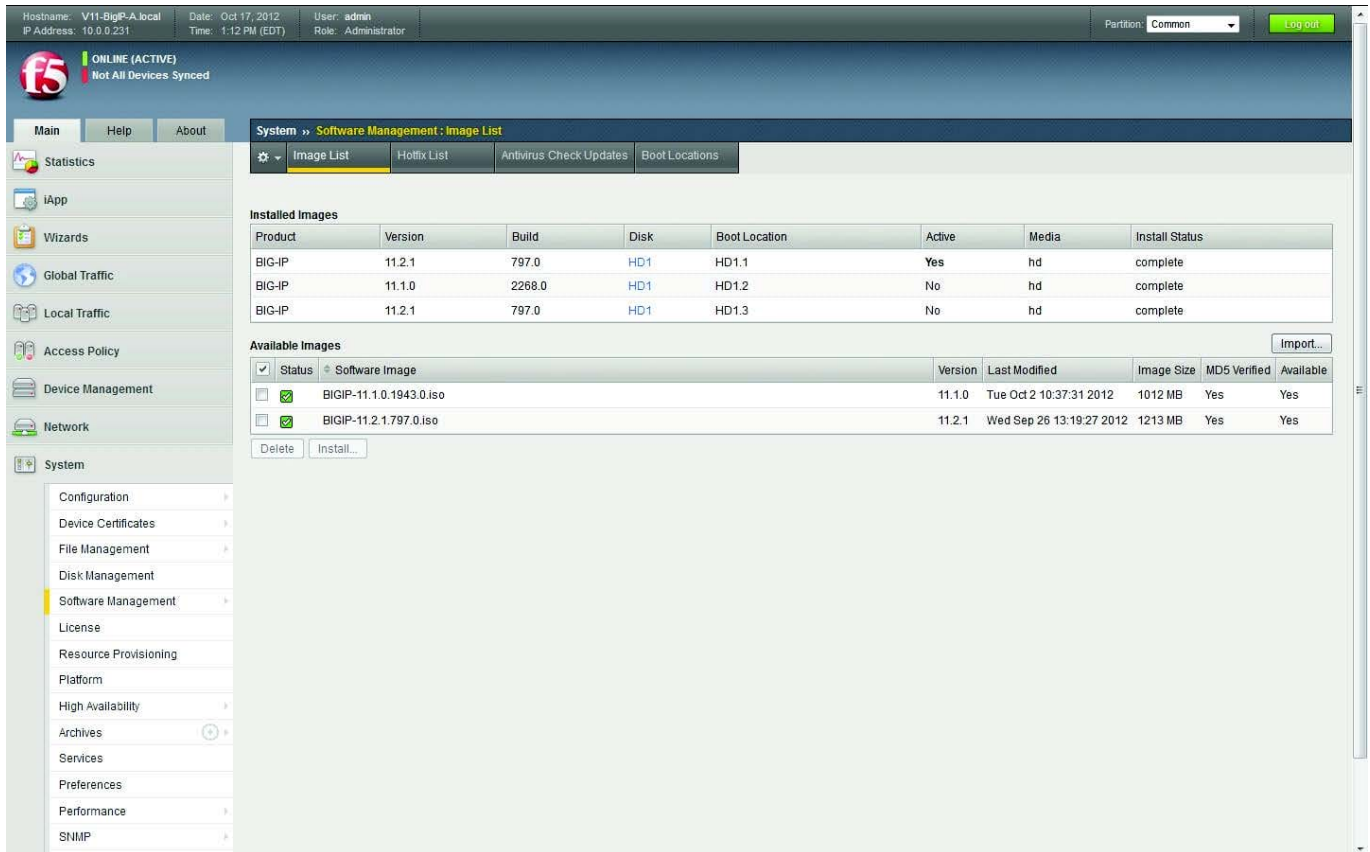 Hostname: V11-BigIP-A.local Date: Oct 17, 2012 User: admin
IP Address: 10.0.0.231 Time: 1:12 PM (EDT) Role: Administrator
Partition: Common Log out
f5
ONLINE (ACTIVE)
Not All Devices Synced
Main Help About
Statistics
iApp
Wizards
Global Traffic
Local Traffic
Access Policy
Device Management
Network
System
Configuration
Device Certificates
File Management
Disk Management
Software Management
License
Resource Provisioning
Platform
High Availability
Archives
Services
Preferences
Performance
SNMP
System ›› Software Management : Image List
Image List Hotfix List Antivirus Check Updates Boot Locations
Installed Images
Product Version Build Disk Boot Location Active Media Install Status
BIG-IP 11.2.1 797.0 HD1 HD1.1 Yes hd complete
BIG-IP 11.1.0 2268.0 HD1 HD1.2 No hd complete
BIG-IP 11.2.1 797.0 HD1 HD1.3 No hd complete
Available Images Import...
Status Software Image Version Last Modified Image Size MD5 Verified Available
BIGIP-11.1.0.1943.0.iso 11.1.0 Tue Oct 2 10:37:31 2012 1012 MB Yes Yes
BIGIP-11.2.1.797.0.iso 11.2.1 Wed Sep 26 13:19:27 2012 1213 MB Yes Yes
Delete Install...